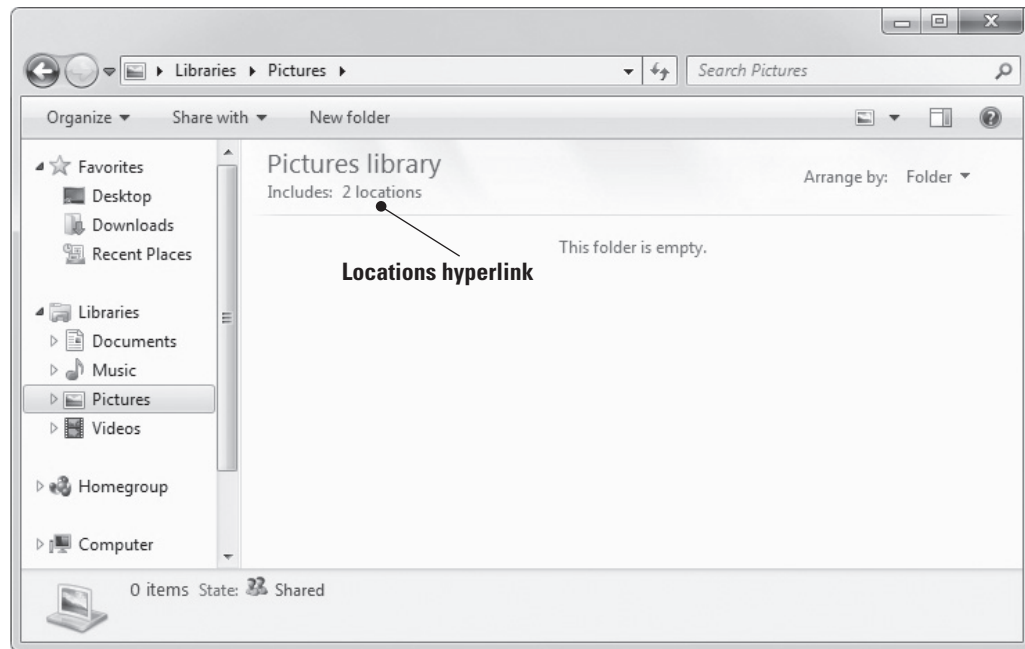 Libraries Pictures
Search Pictures
Organize Share with New folder
Favorites
Desktop
Downloads
Recent Places
Libraries
Documents
Music
Pictures
Videos
Homegroup
Computer
Pictures library
Includes: 2 locations
Arrange by: Folder
This folder is empty.
Locations hyperlink
0 items State: Shared